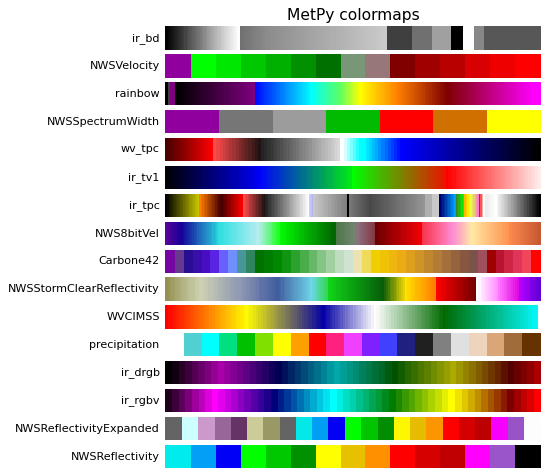 MetPy colormaps
ir_bd
NWSVelocity
rainbow
NWSSpectrumWidth
wv_tpc
ir_tv1
ir_tpc
NWS8bitVel
Carbone42
NWSStormClearReflectivity
WVCIMSS
precipitation
ir_drgb
ir_rgbv
NWSReflectivityExpanded
NWSReflectivity